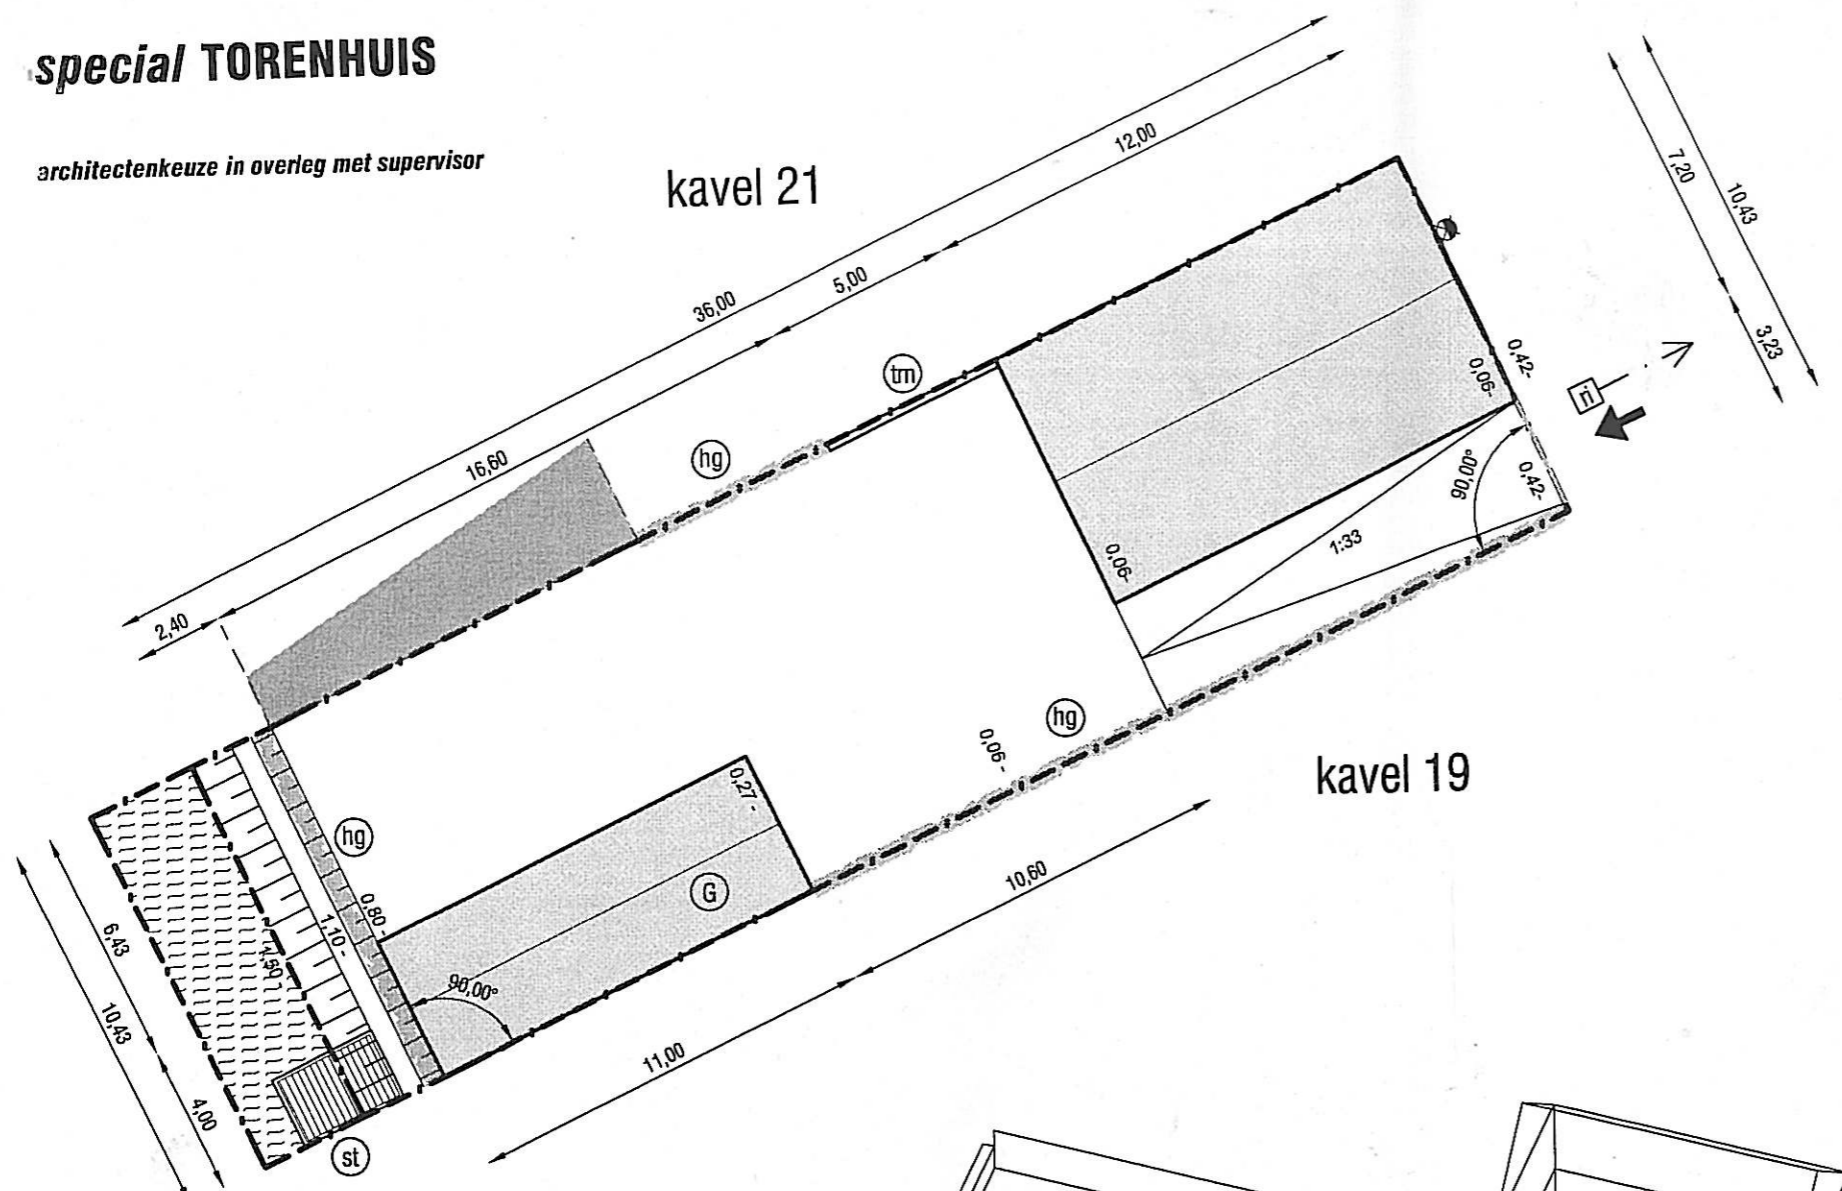 special TORENHUIS
architectenkeuze in overleg met supervisor
kavel 21
12,00
7,20
10,43
36,00
5,00
3,23
tm
0,42-
0,06-
in
hg
16,60
90,00°
0,42-
1:33
0,06-
2,40
hg
0,06 -
kavel 19
0,27 -
hg
G
10,60
0,80 -
1,10 -
6,43
90,00°
10,43
11,00
4,00
st